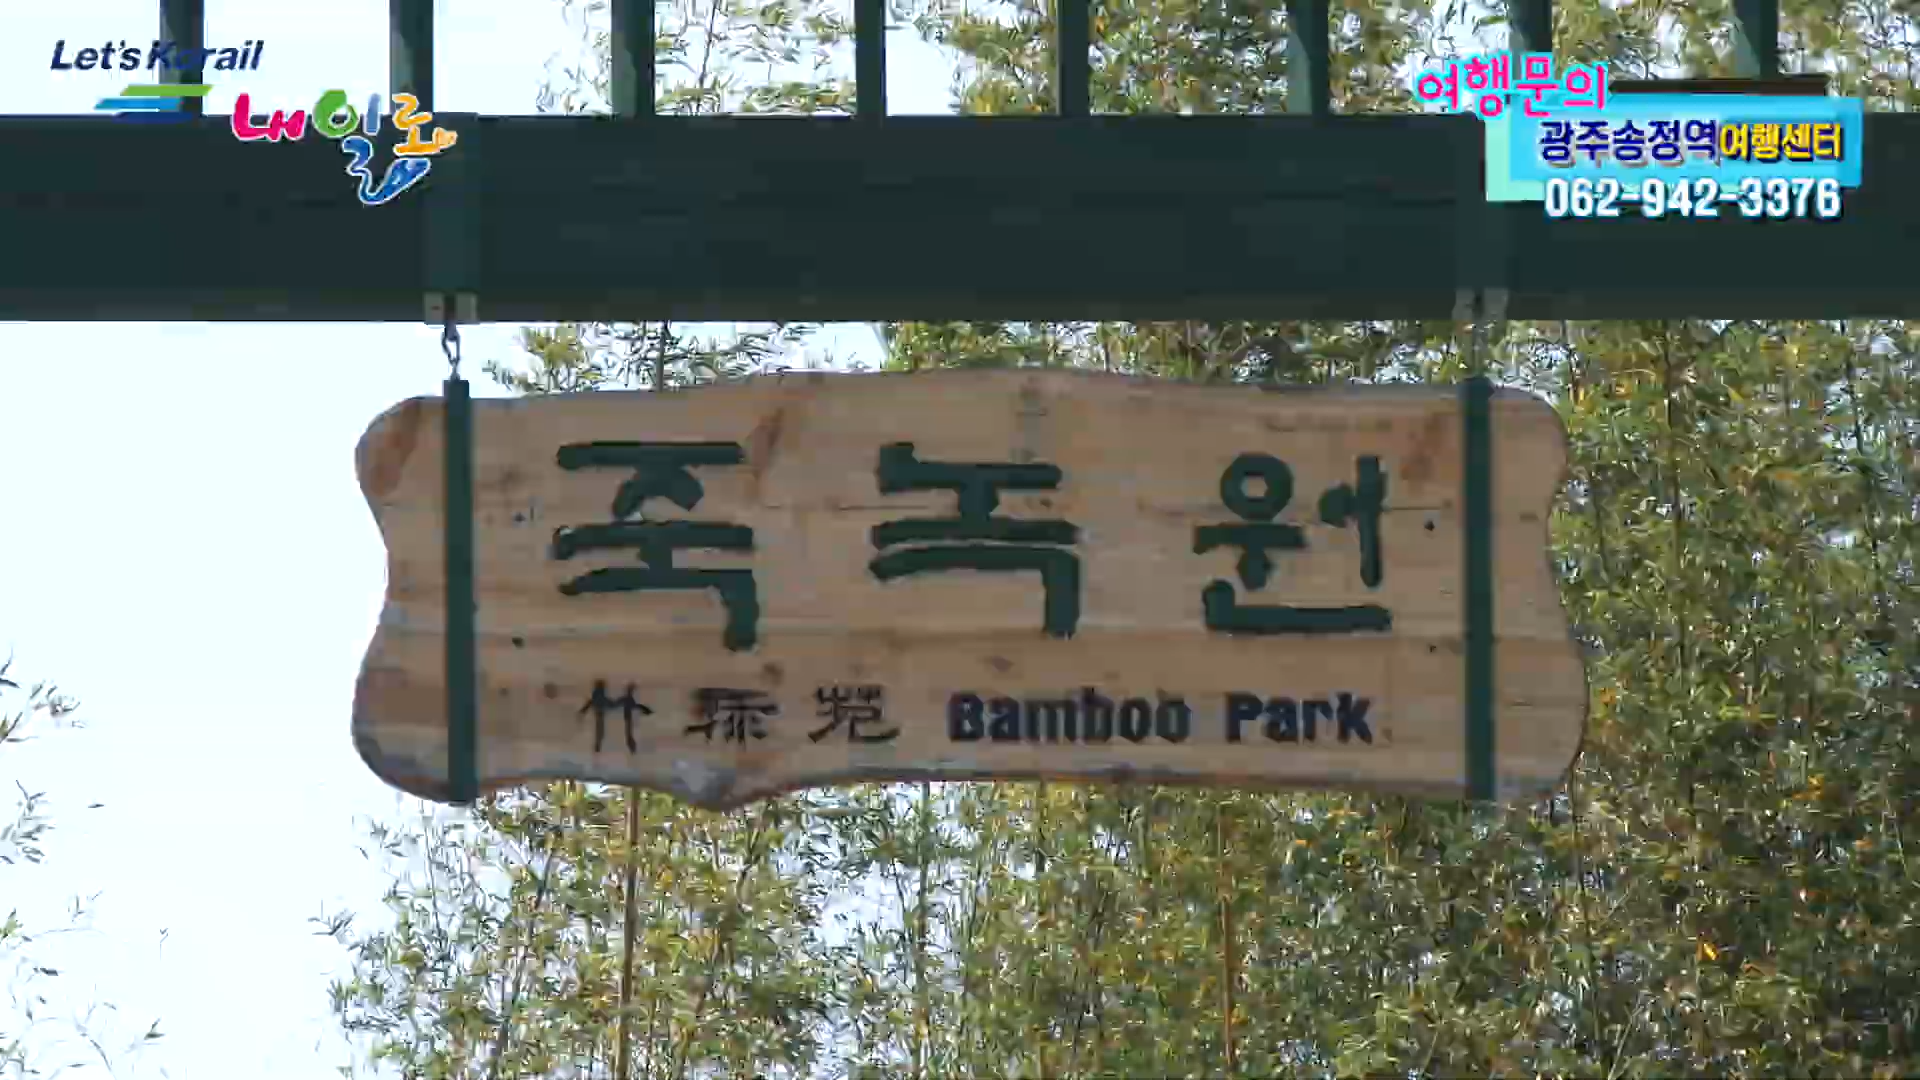 Let's Korail
내일로
여행문의
광주송정역여행센터
062-942-3376
죽녹원
竹綠苑 Bamboo Park